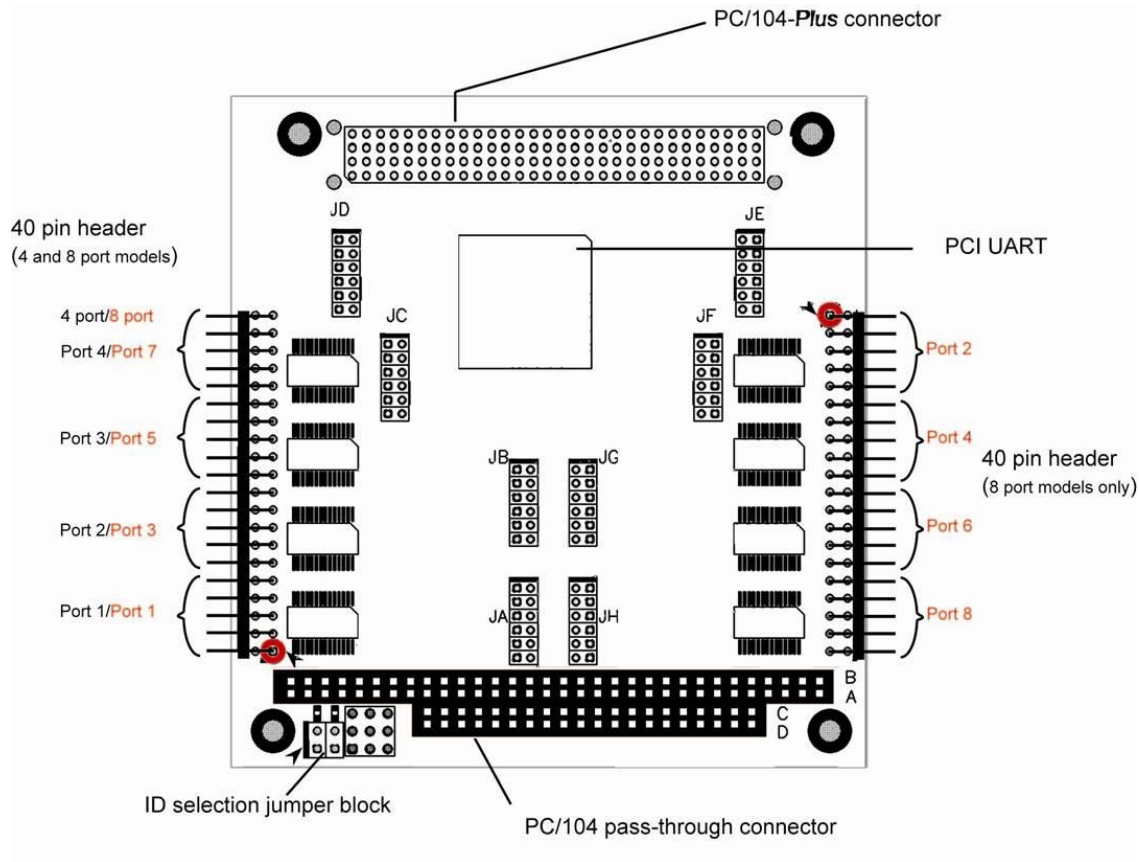 PC/104-Plus connector
JD
JE
40 pin header
(4 and 8 port models)
PCI UART
4 port/8 port
JC
JF
Port 4/Port 7
Port 2
Port 3/Port 5
Port 4
JB
JG
40 pin header
(8 port models only)
Port 2/Port 3
Port 6
Port 1/Port 1
Port 8
JA
JH
B
A
C
D
ID selection jumper block
PC/104 pass-through connector